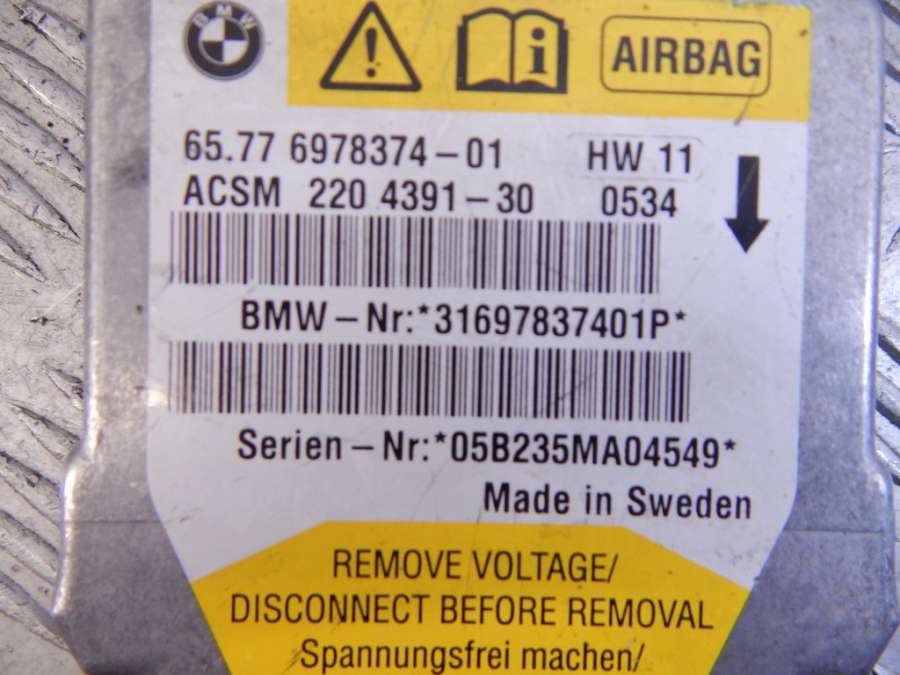 BMW
AIRBAG
65.77 6978374-01 HW 11
ACSM 220 4391-30 0534
BMW-Nr:*31697837401P*
Serien-Nr:*05B235MA04549*
Made in Sweden
REMOVE VOLTAGE/
DISCONNECT BEFORE REMOVAL
Spannungsfrei machen/